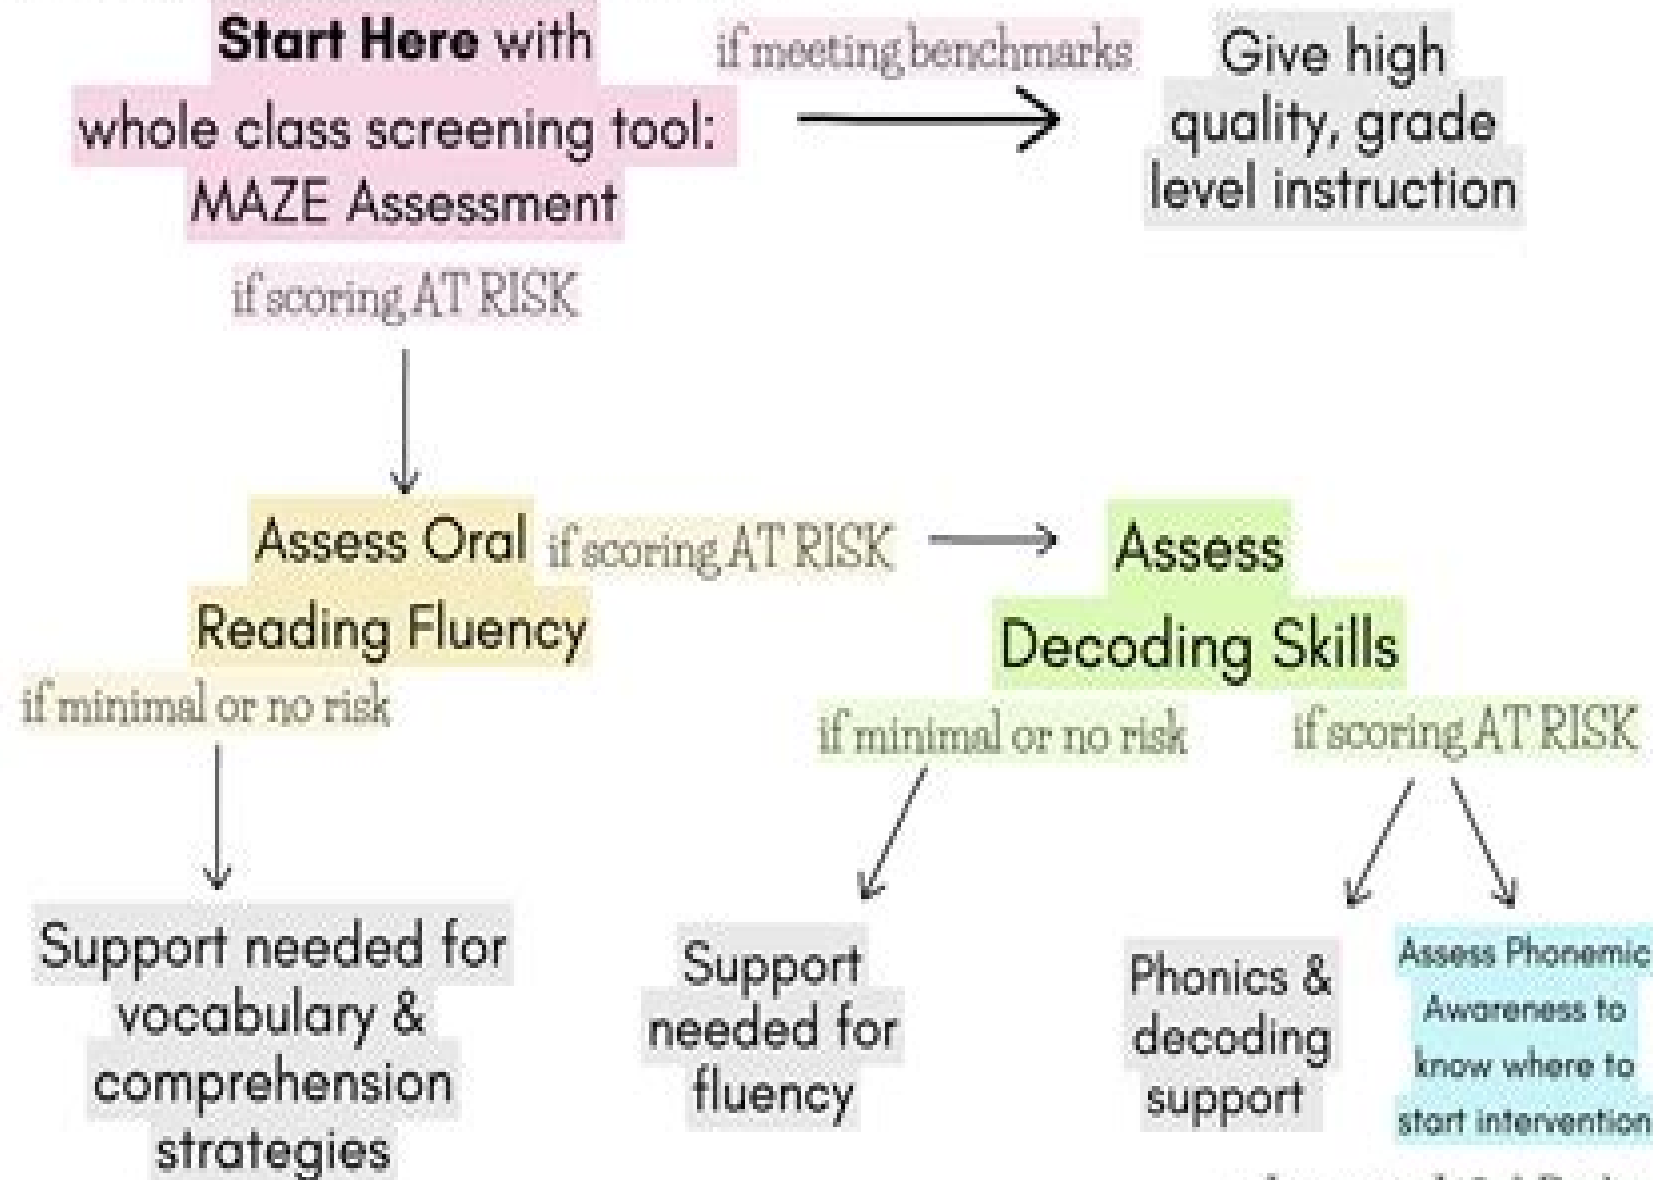 Start Here with
whole class screening tool:
MAZE Assessment
if meeting benchmarks
Give high
quality, grade
level instruction
if scoring AT RISK
Assess Oral
Reading Fluency
if scoring AT RISK
Assess
Decoding Skills
if minimal or no risk
if minimal or no risk
if scoring AT RISK
Support needed for
vocabulary &
comprehension
strategies
Support
needed for
fluency
Phonics &
decoding
support
Assess Phonemic
Awareness to
know where to
start intervention